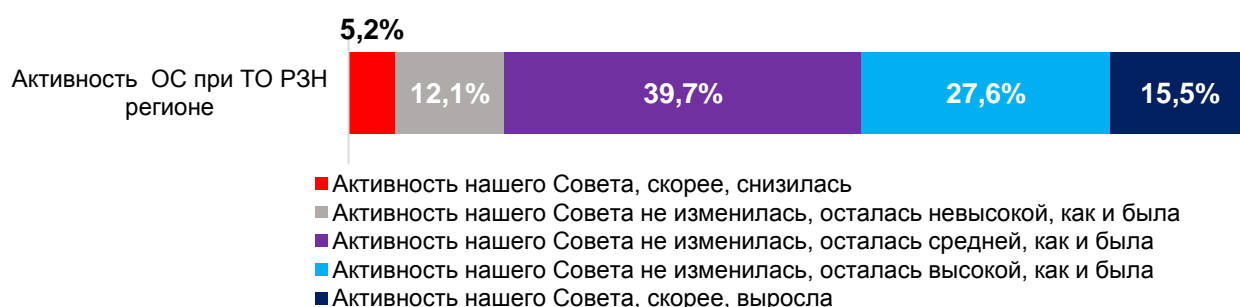 5,2%
Активность ОС при ТО РЗН
регионе
12,1%
39,7%
27,6%
15,5%
Активность нашего Совета, скорее, снизилась
Активность нашего Совета не изменилась, осталась невысокой, как и была
Активность нашего Совета не изменилась, осталась средней, как и была
Активность нашего Совета не изменилась, осталась высокой, как и была
Активность нашего Совета, скорее, выросла